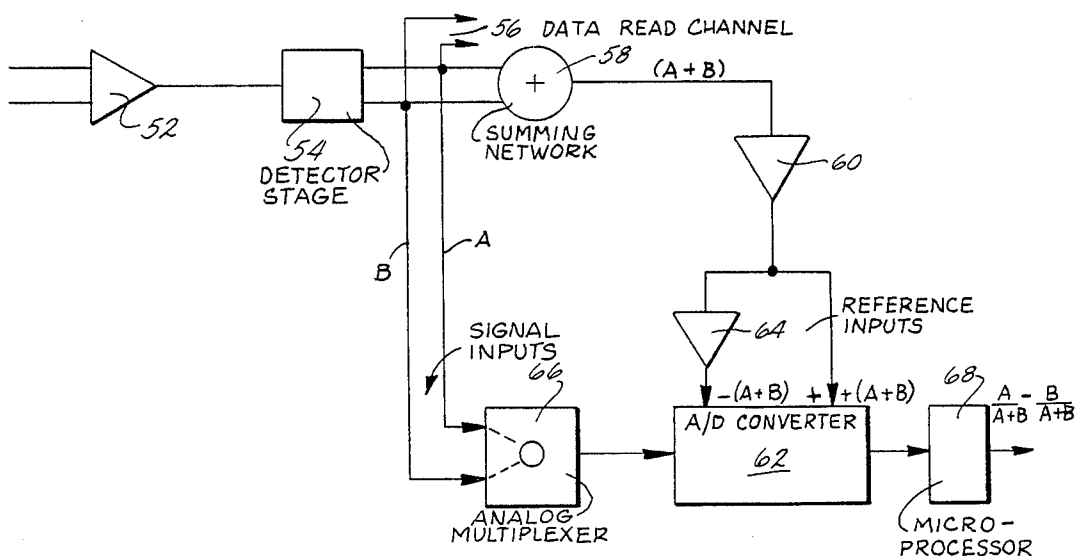 56 DATA READ CHANNEL
58
(A+B)
+
52
54
SUMMING
NETWORK
DETECTOR
STAGE
60
B
A
REFERENCE
INPUTS
64
SIGNAL
INPUTS
66
-(A+B) + +(A+B)
68
A/A+B - B/A+B
A/D CONVERTER
62
ANALOG
MULTIPLEXER
MICRO-
PROCESSOR